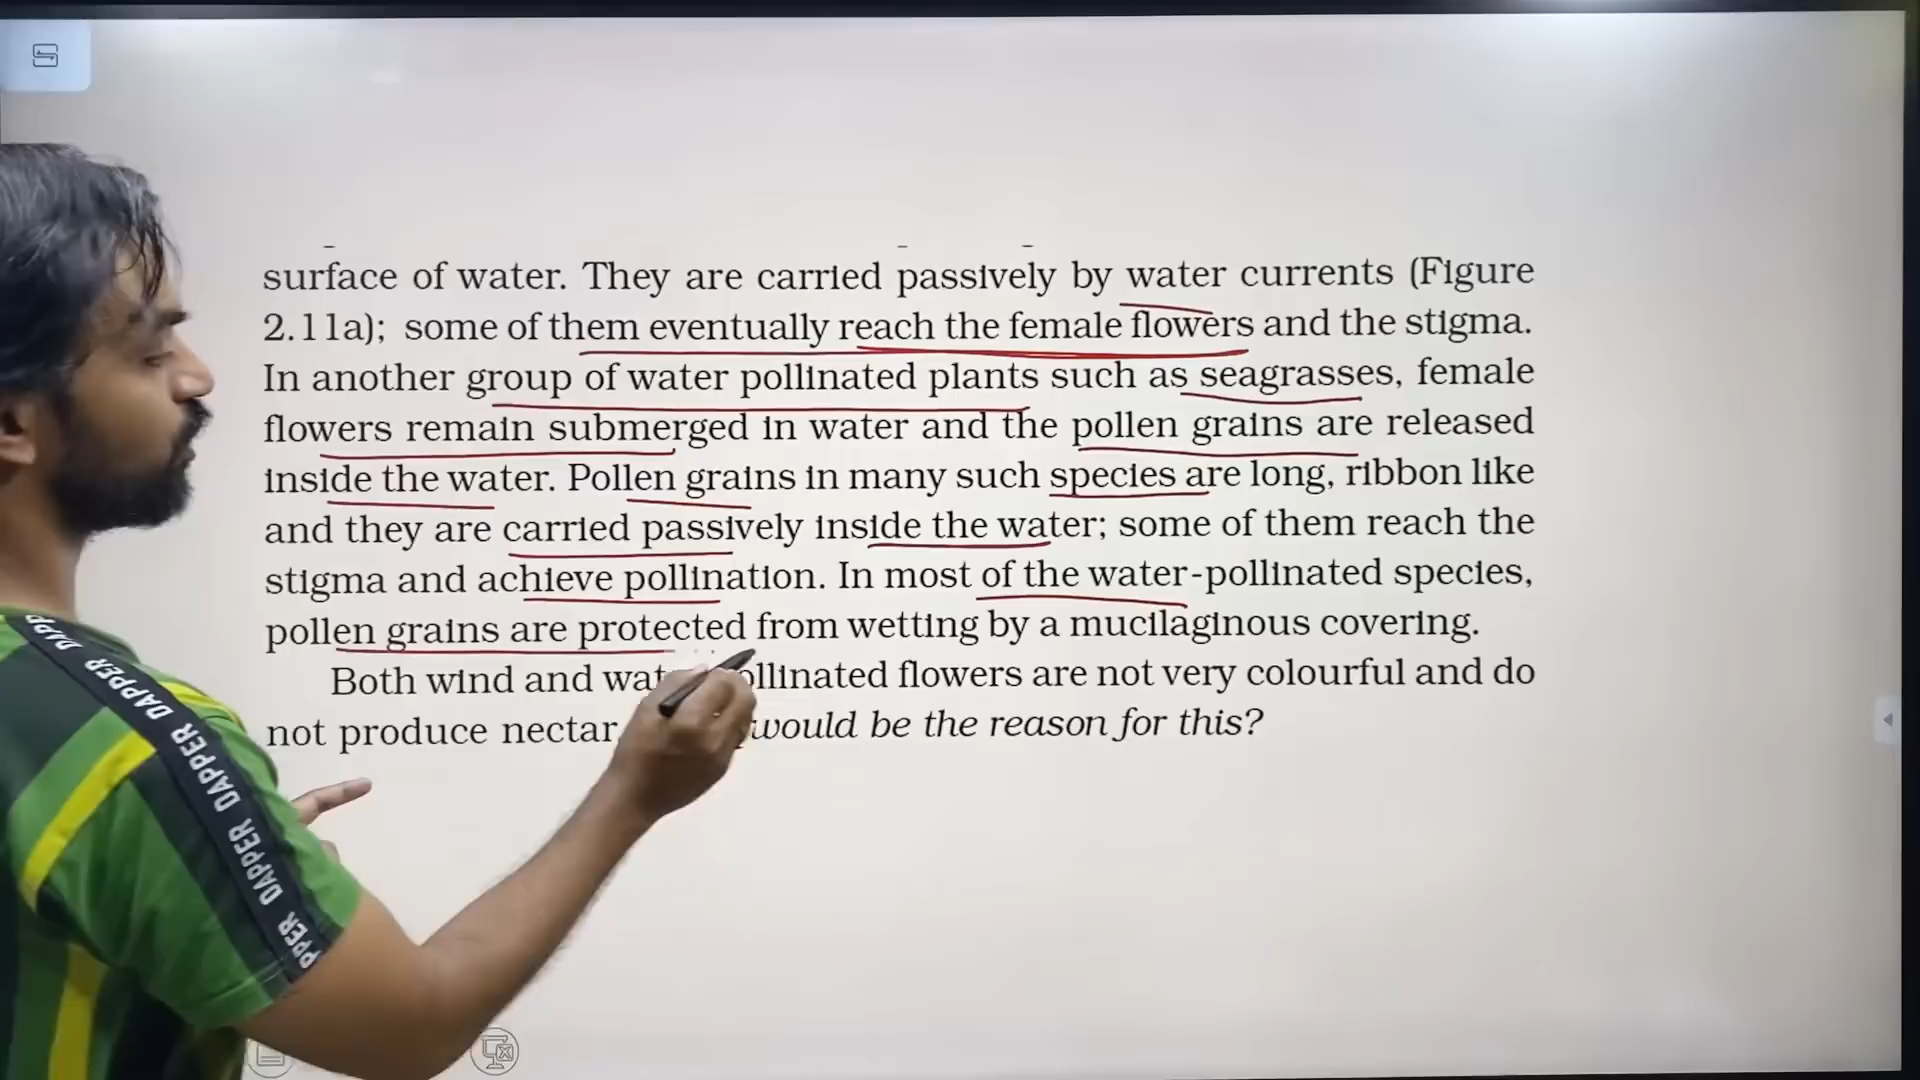 surface of water. They are carried passively by water currents (Figure
2.11a); some of them eventually reach the female flowers and the stigma.
In another group of water pollinated plants such as seagrasses, female
flowers remain submerged in water and the pollen grains are released
inside the water. Pollen grains in many such species are long, ribbon like
and they are carried passively inside the water; some of them reach the
stigma and achieve pollination. In most of the water-pollinated species,
pollen grains are protected from wetting by a mucilaginous covering.
Both wind and ollinated flowers are not very colourful and do
not produce nectar. would be the reason for this?
DAPPER DAPPER DAPPER DAPPER DAPPER